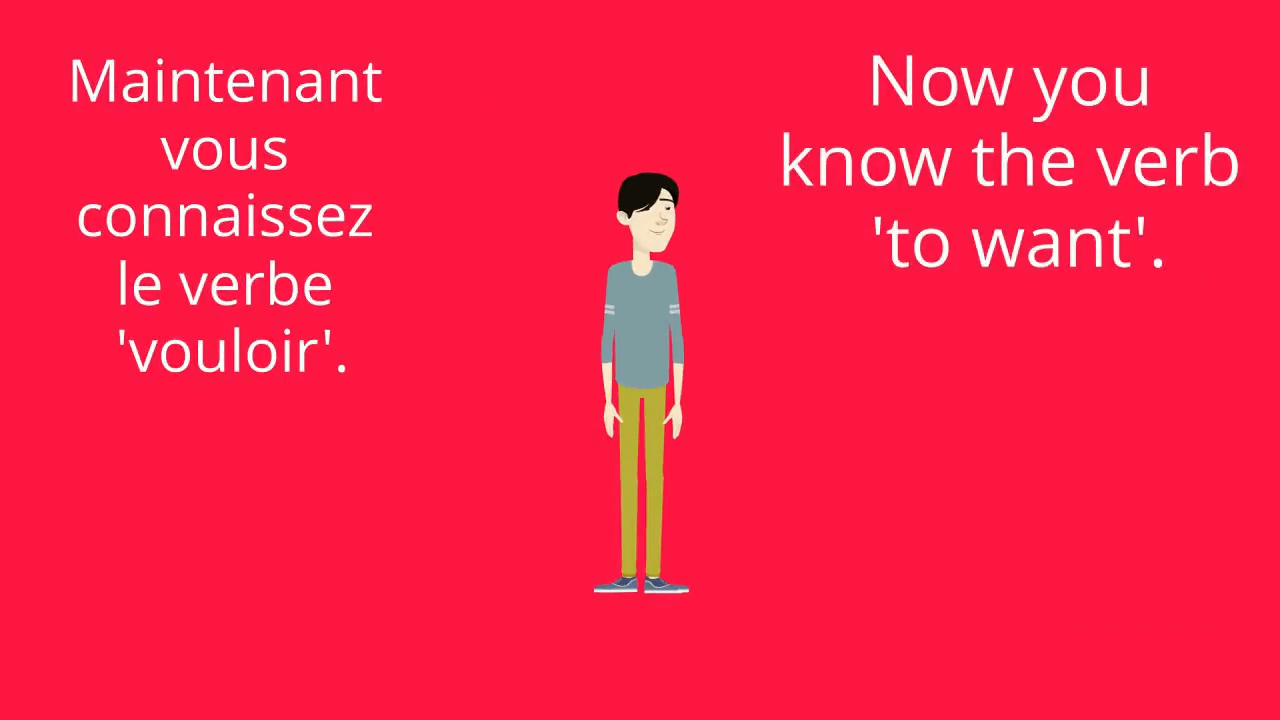 Maintenant
vous
connaissez
le verbe
'vouloir'.
Now you
know the verb
'to want'.